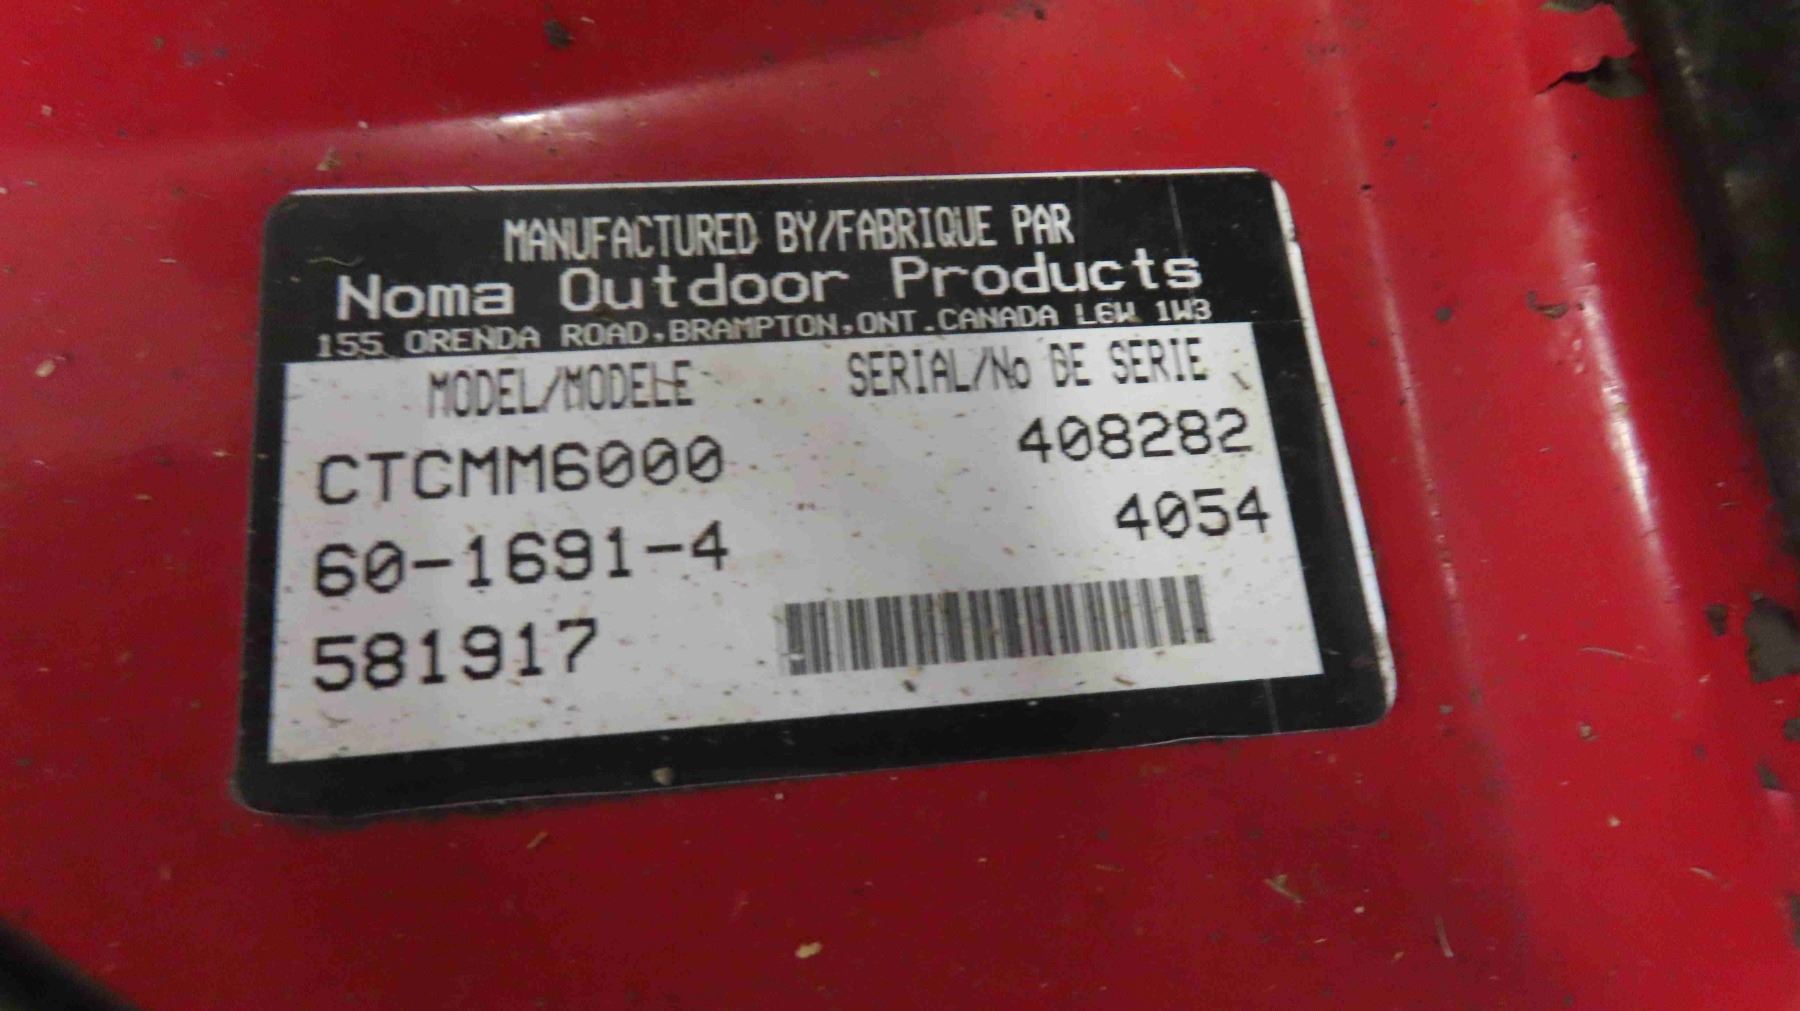 MANUFACTURED BY/FABRIQUE PAR
Noma Outdoor Products
155 ORENDA ROAD,BRAMPTON,ONT.CANADA L6W 1W3
MODEL/MODELE SERIAL/No DE SERIE
CTCMM6000 408282
60-1691-4 4054
581917